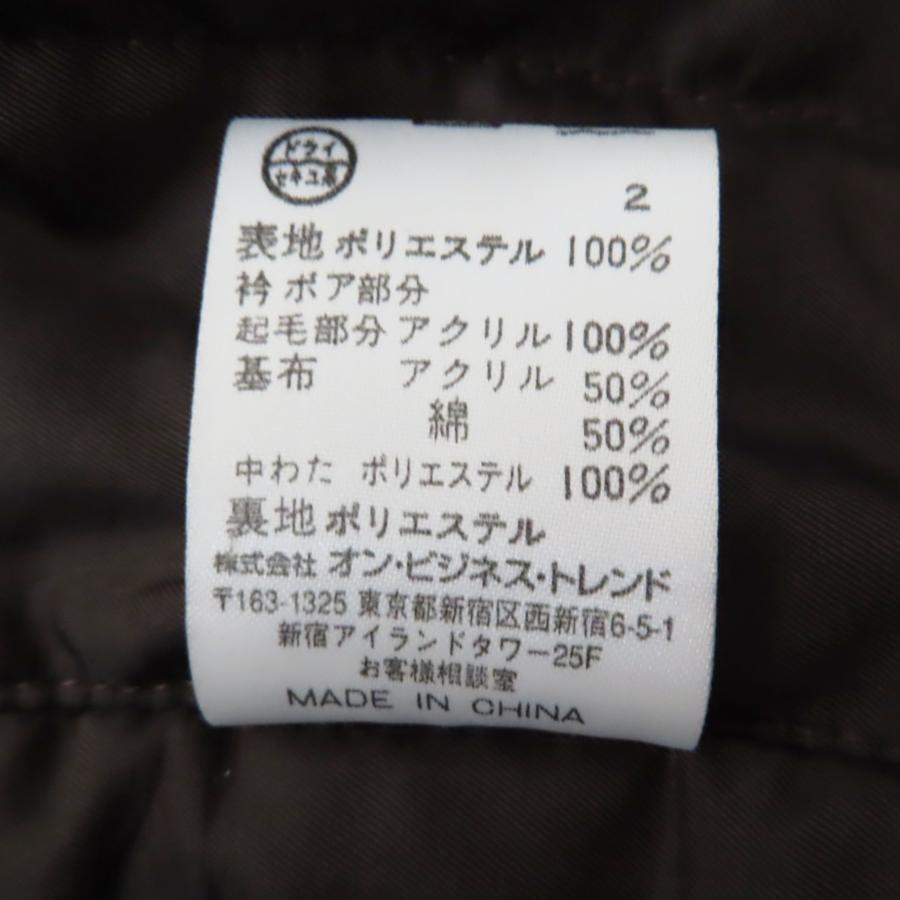 ドライ
セキユ系
2
表地 ポリエステル 100%
衿 ボア部分
起毛部分 アクリル 100%
基布 アクリル 50%
綿 50%
中わた ポリエステル 100%
裏地 ポリエステル
株式会社 オン・ビジネス・トレンド
〒163-1325 東京都新宿区西新宿6-5-1
新宿アイランドタワー25F
お客様相談室
MADE IN CHINA